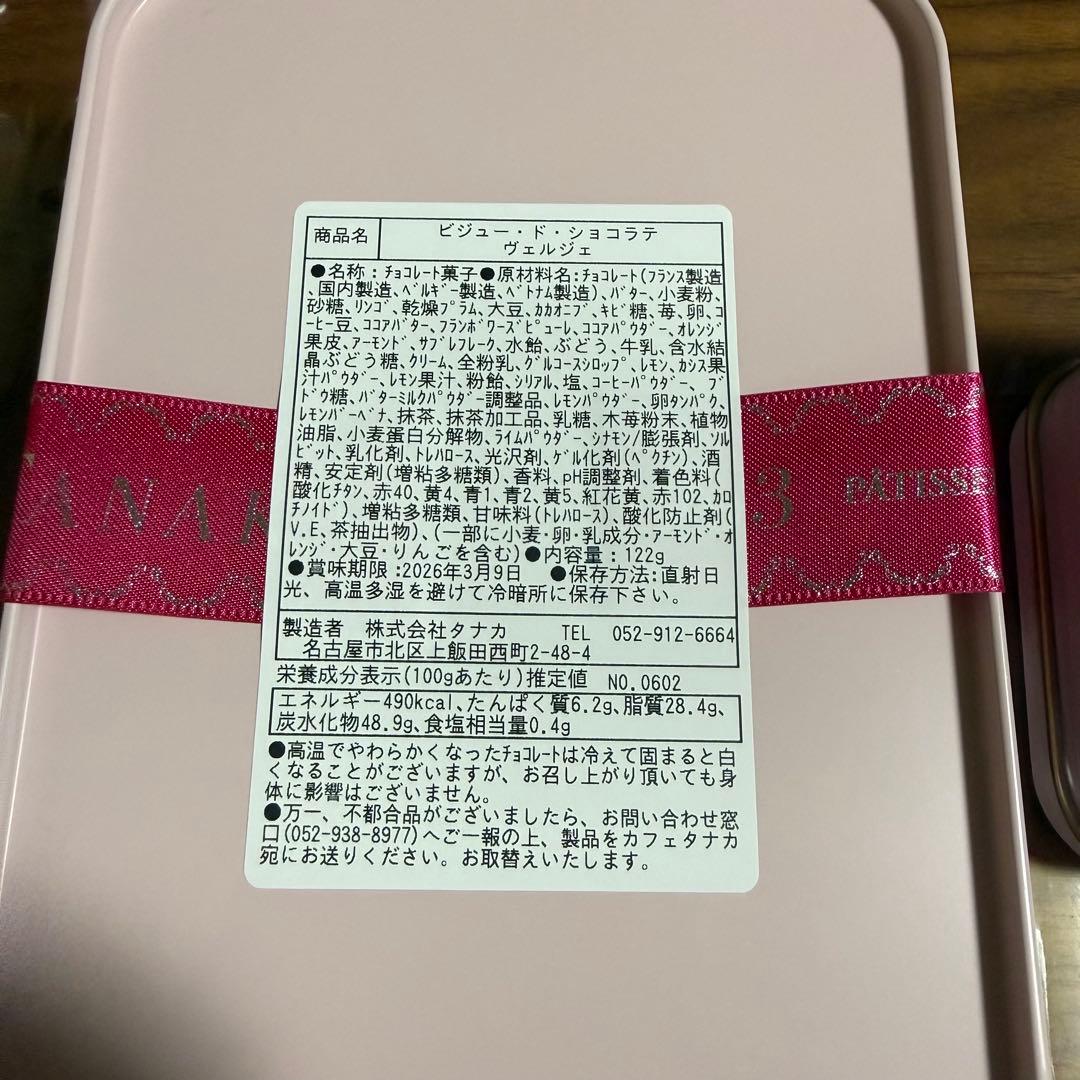 商品名
ビジュー・ド・ショコラテ
ヴェルジェ
●名称：ﾁｮｺﾚｰﾄ菓子●原材料名:ﾁｮｺﾚｰﾄ(ﾌﾗﾝｽ製造
､国内製造､ﾍﾞﾙｷﾞｰ製造､ﾍﾞﾄﾅﾑ製造)､ﾊﾞﾀｰ､小麦粉､
砂糖､ﾘﾝｺﾞ､乾燥ﾌﾟﾗﾑ､大豆､ｶｶｵﾆﾌﾞ､ｷﾋﾞ糖､苺､卵､ｺ
ｰﾋｰ豆､ｺｺｱﾊﾞﾀｰ､ﾌﾗﾝﾎﾞﾜｰｽﾞﾋﾟｭｰﾚ､ｺｺｱﾊﾟｳﾀﾞｰ､ｵﾚﾝｼﾞ
果皮､ｱｰﾓﾝﾄﾞ､ｻﾌﾞﾚﾌﾚｰｸ､水飴､ぶどう､牛乳､含水結
晶ぶどう糖､ｸﾘｰﾑ､全粉乳､ｸﾞﾙｺｰｽｼﾛｯﾌﾟ､ﾚﾓﾝ､ｶｼｽ果
汁ﾊﾟｳﾀﾞｰ､ﾚﾓﾝ果汁､粉飴､ｼﾘｱﾙ､塩､ｺｰﾋｰﾊﾟｳﾀﾞｰ､ﾌﾞ
ﾄﾞｳ糖､ﾊﾞﾀｰﾐﾙｸﾊﾟｳﾀﾞｰ調整品､ﾚﾓﾝﾊﾟｳﾀﾞｰ､卵ﾀﾝﾊﾟｸ､
ﾚﾓﾝﾊﾞｰﾍﾞﾅ､抹茶､抹茶加工品､乳糖､木苺粉末､植物
油脂､小麦蛋白分解物､ﾗｲﾑﾊﾟｳﾀﾞｰ､ｼﾅﾓﾝ/膨張剤､ｿﾙ
ﾋﾞｯﾄ､乳化剤､ﾄﾚﾊﾛｰｽ､光沢剤､ｹﾞﾙ化剤(ﾍﾟｸﾁﾝ)､酒
精､安定剤(増粘多糖類)､香料､pH調整剤､着色料(
酸化ﾁﾀﾝ､赤40､黄4､青1､青2､黄5､紅花黄､赤102､ｶﾛ
ﾁﾉｲﾄﾞ)､増粘多糖類､甘味料(ﾄﾚﾊﾛｰｽ)､酸化防止剤(
V.E､茶抽出物)､(一部に小麦･卵･乳成分･ｱｰﾓﾝﾄﾞ･ｵ
ﾚﾝｼﾞ･大豆･りんごを含む)●内容量：122g
●賞味期限：2026年3月9日　●保存方法:直射日
光、高温多湿を避けて冷暗所に保存下さい。
製造者　株式会社タナカ　TEL 052-912-6664
名古屋市北区上飯田西町2-48-4
栄養成分表示(100gあたり)推定値 NO.0602
エネルギー490kcal､たんぱく質6.2g､脂質28.4g､
炭水化物48.9g､食塩相当量0.4g
●高温でやわらかくなったﾁｮｺﾚｰﾄは冷えて固まると白
くなることがございますが、お召し上がり頂いても身
体に影響はございません。
●万一、不都合品がございましたら、お問い合わせ窓
口(052-938-8977)へご一報の上、製品をカフェタナカ
宛にお送りください。お取替えいたします。
TANAK 3 PÂTISSE